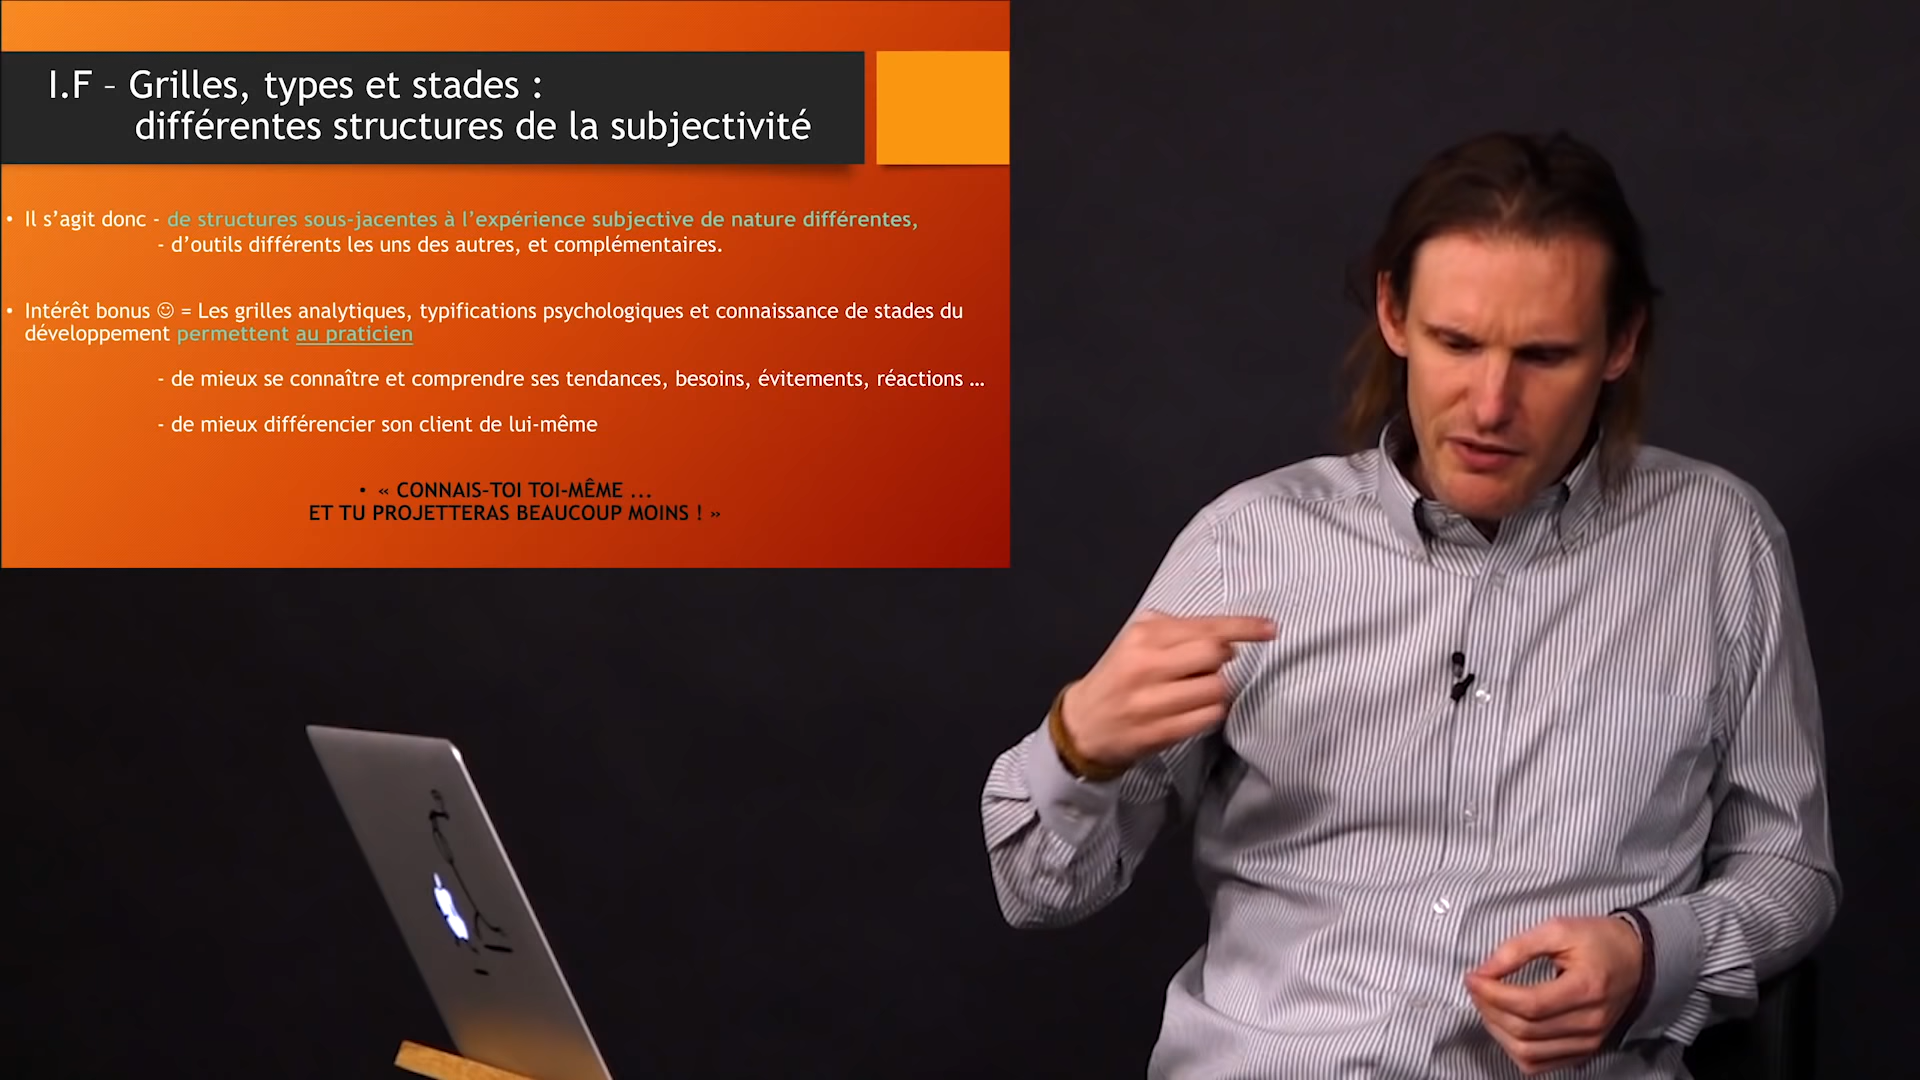 I.F – Grilles, types et stades :
différentes structures de la subjectivité
• Il s’agit donc - de structures sous-jacentes à l’expérience subjective de nature différentes,
- d’outils différents les uns des autres, et complémentaires.
• Intérêt bonus ☺ = Les grilles analytiques, typifications psychologiques et connaissance de stades du
développement permettent au praticien
- de mieux se connaître et comprendre ses tendances, besoins, évitements, réactions …
- de mieux différencier son client de lui-même
• « CONNAIS-TOI TOI-MÊME ...
ET TU PROJETTERAS BEAUCOUP MOINS ! »